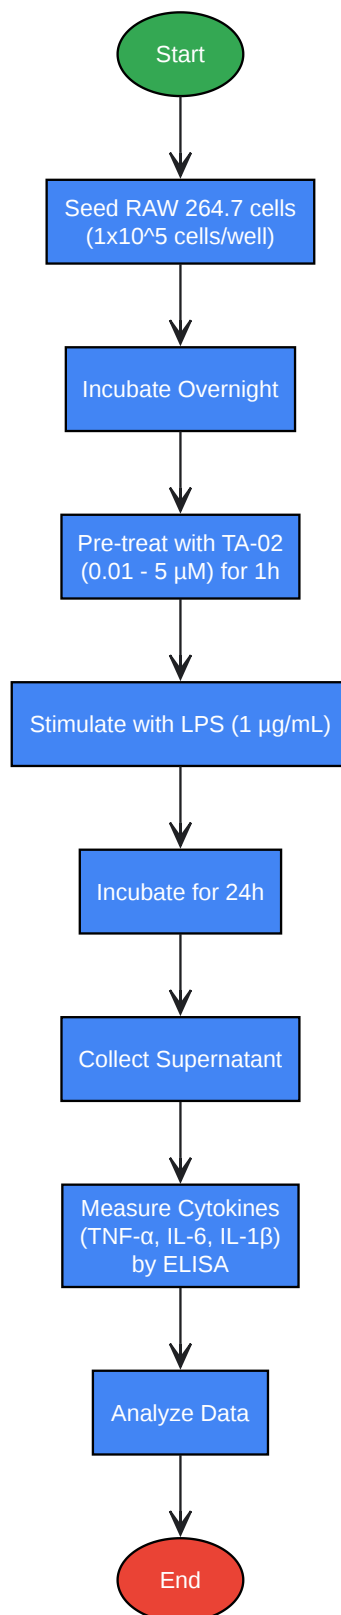 Start
Seed RAW 264.7 cells
(1x10^5 cells/well)
Incubate Overnight
Pre-treat with TA-02
(0.01 - 5 µM) for 1h
Stimulate with LPS (1 µg/mL)
Incubate for 24h
Collect Supernatant
Measure Cytokines
(TNF-α, IL-6, IL-1β)
by ELISA
Analyze Data
End